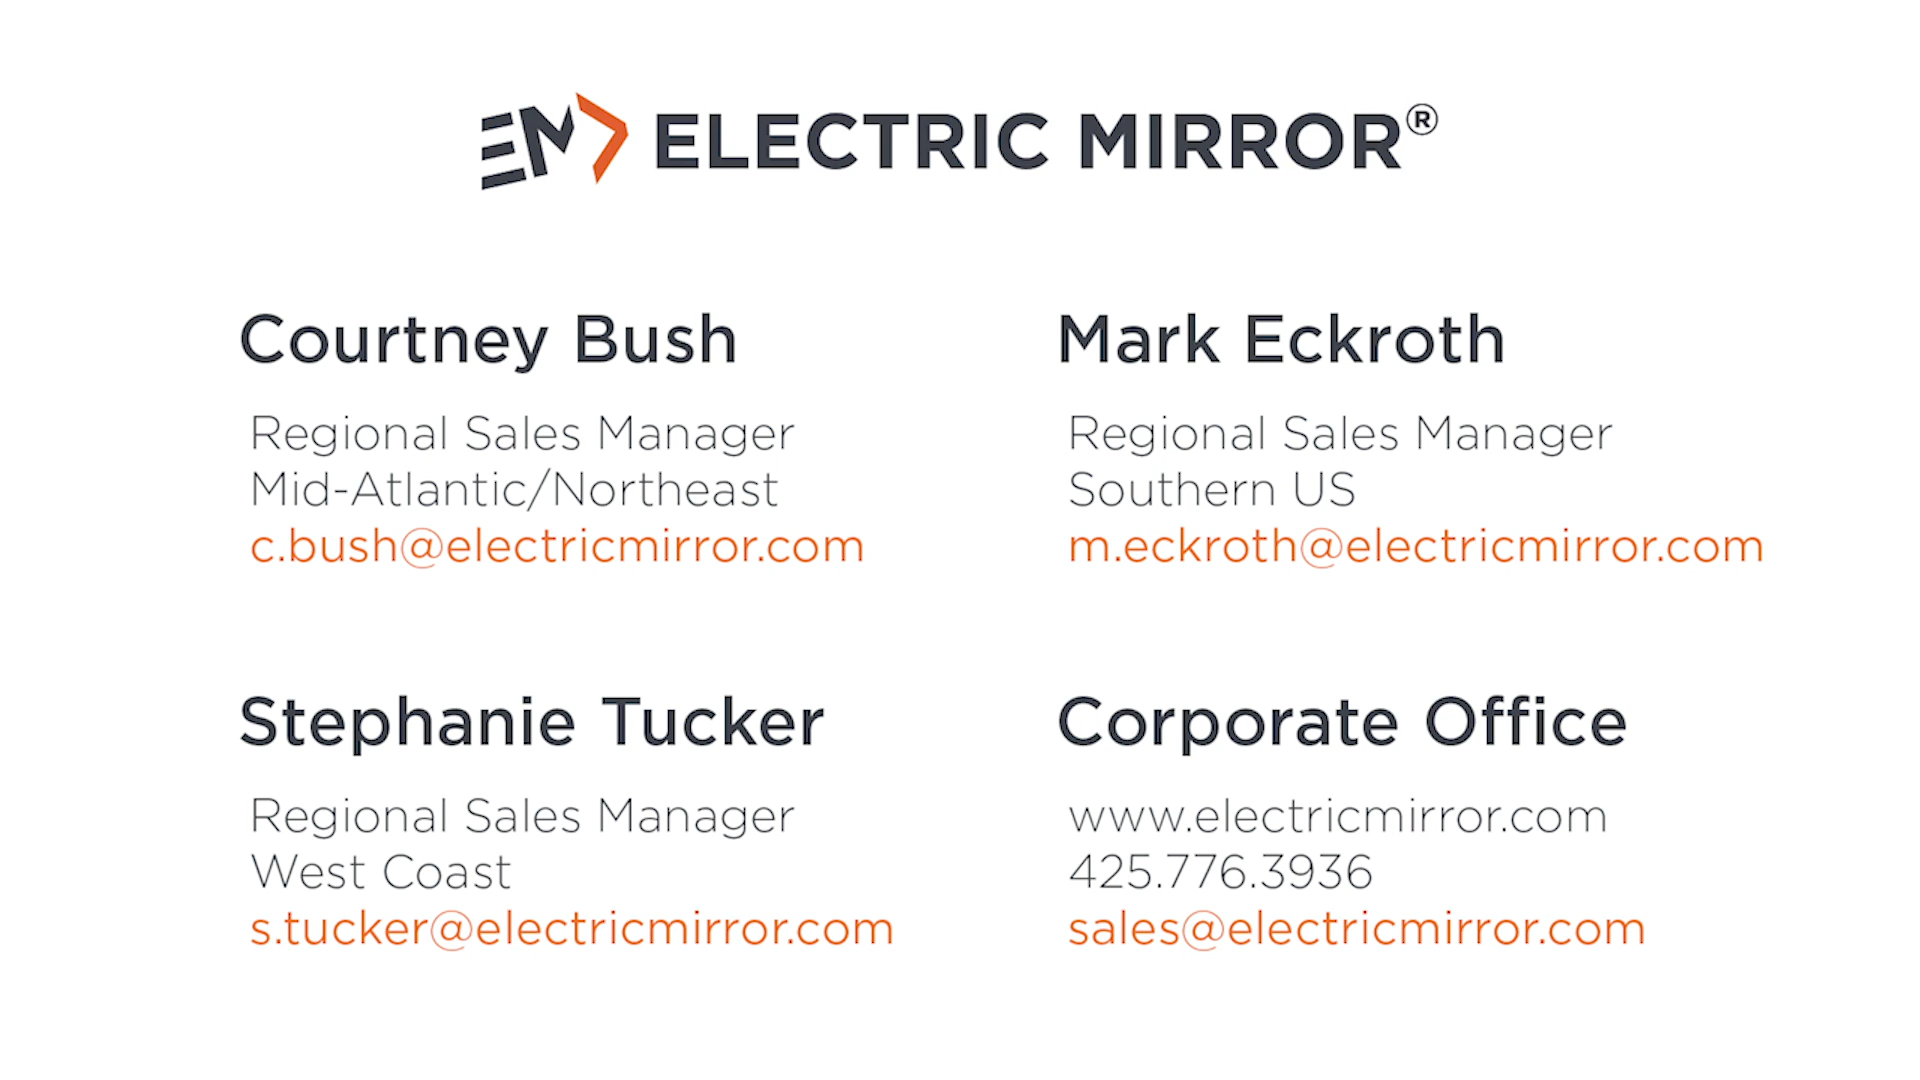 EM ELECTRIC MIRROR®
Courtney Bush
Regional Sales Manager
Mid-Atlantic/Northeast
c.bush@electricmirror.com
Mark Eckroth
Regional Sales Manager
Southern US
m.eckroth@electricmirror.com
Stephanie Tucker
Regional Sales Manager
West Coast
s.tucker@electricmirror.com
Corporate Office
www.electricmirror.com
425.776.3936
sales@electricmirror.com